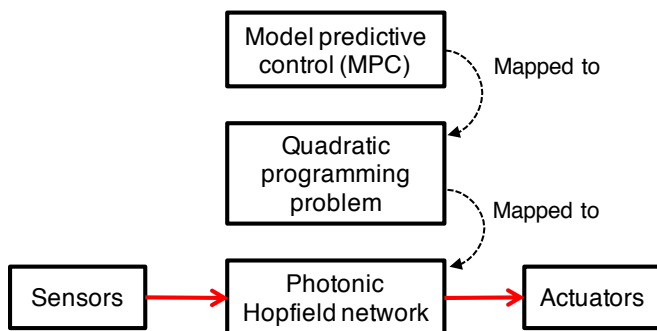 Model predictive
control (MPC)
Mapped to
Quadratic
programming
problem
Mapped to
Sensors
Photonic
Hopfield network
Actuators